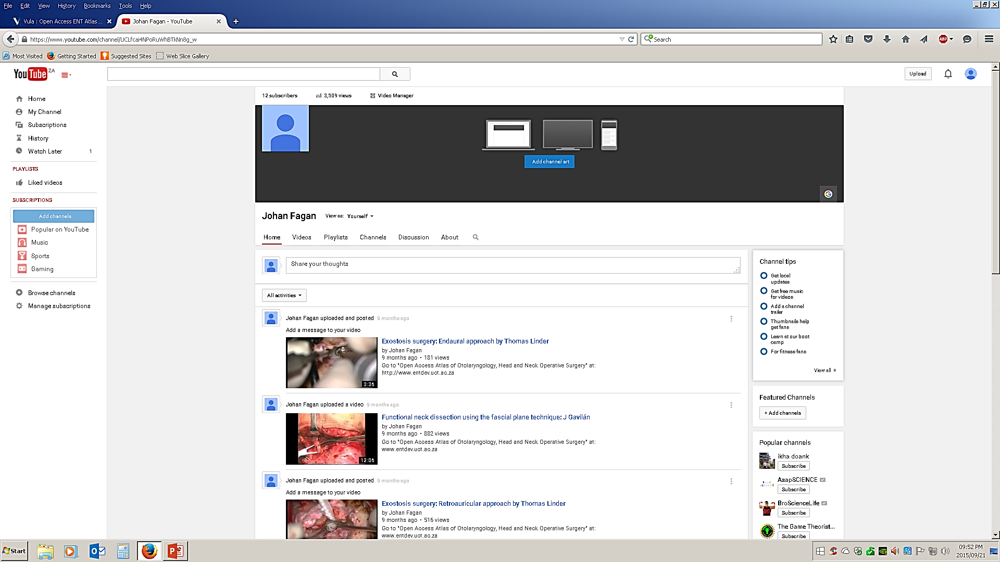 File Edit View History Bookmarks Tools Help
Vula : Open Access ENT Atlas...
Johan Fagan - YouTube
https://www.youtube.com/channel/UCLfcai4NPoRuWhBTkNn8g_w
Search
ABP
Most Visited Getting Started Suggested Sites Web Slice Gallery
YouTube ZA
Upload
Home
My Channel
Subscriptions
History
Watch Later 1
PLAYLISTS
Liked videos
SUBSCRIPTIONS
Add channels
Popular on YouTube
Music
Sports
Gaming
Browse channels
Manage subscriptions
12 subscribers 3,509 views Video Manager
Add channel art
Johan Fagan View as: Yourself
Home Videos Playlists Channels Discussion About
Share your thoughts
All activities
Johan Fagan uploaded and posted 9 months ago
Add a message to your video
3:36
Exostosis surgery: Endaural approach by Thomas Linder
by Johan Fagan
9 months ago • 181 views
Go to "Open Access Atlas of Otolaryngology, Head and Neck Operative Surgery" at:
http://www.entdev.uct.ac.za
Johan Fagan uploaded a video 9 months ago
12:06
Functional neck dissection using the fascial plane technique: J Gavilán
by Johan Fagan
9 months ago • 882 views
Go to "Open Access Atlas of Otolaryngology, Head and Neck Operative Surgery" at:
www.entdev.uct.ac.za
Johan Fagan uploaded and posted 9 months ago
Add a message to your video
Exostosis surgery: Retroauricular approach by Thomas Linder
by Johan Fagan
9 months ago • 516 views
Go to "Open Access Atlas of Otolaryngology, Head and Neck Operative Surgery" at:
www.entdev.uct.ac.za
Channel tips
Get local
updates
Get free music
for videos
Add a channel
trailer
Thumbnails help
get fans
Learn at our boot
camp
For fitness fans
View all »
Featured Channels
+ Add channels
Popular channels
ikha doank
Subscribe
AsapSCIENCE
Subscribe
BroScienceLife
Subscribe
The Game Theorist...
Subscribe
Start
09:52 PM
2015/09/21